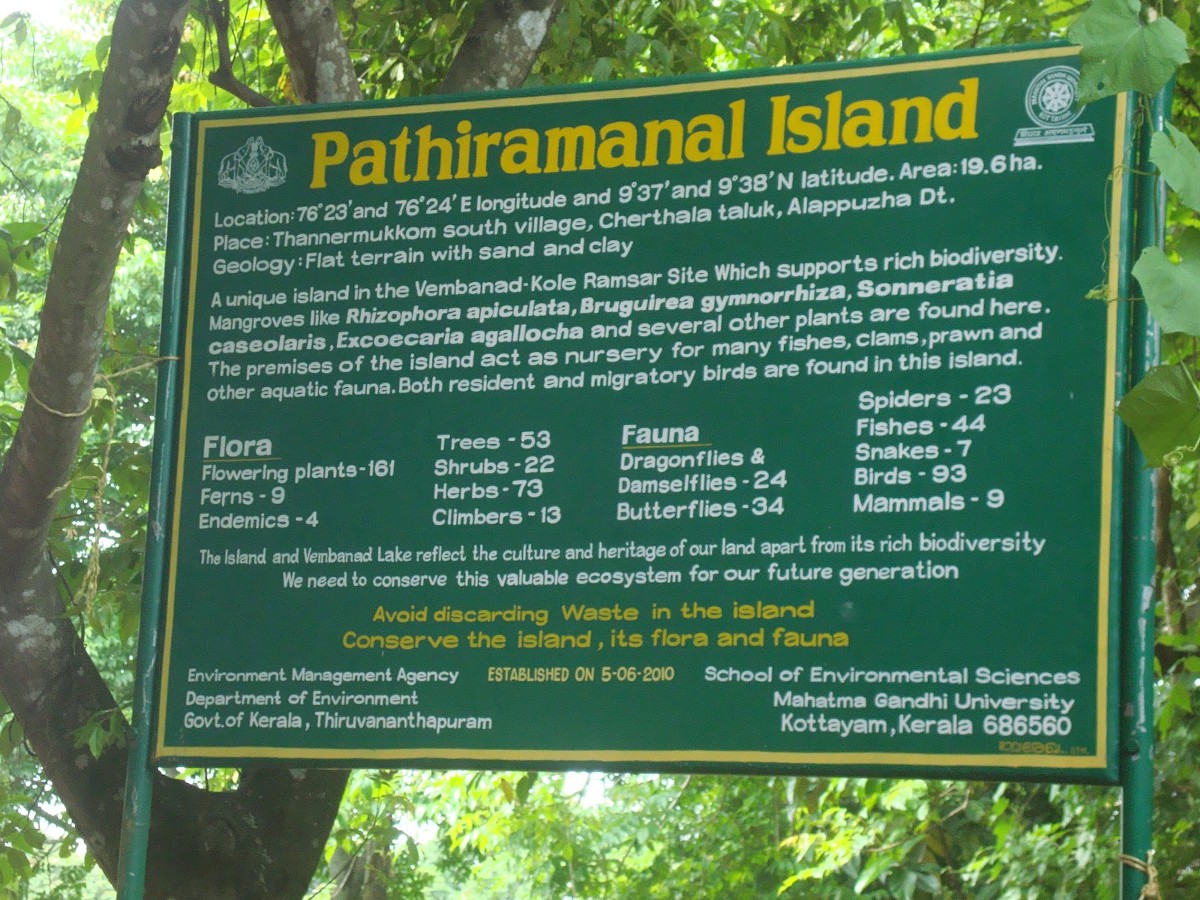 Pathiramanal Island
Location:76°23'and 76°24'E longitude and 9°37'and 9°38'N latitude. Area:19.6ha.
Place:Thannermukkom south village, Cherthala taluk, Alappuzha Dt.
Geology:Flat terrain with sand and clay
A unique island in the Vembanad-Kole Ramsar Site Which supports rich biodiversity.
Mangroves like Rhizophora apiculata, Bruguirea gymnorrhiza, Sonneratia
caseolaris, Excoecaria agallocha and several other plants are found here.
The premises of the island act as nursery for many fishes, clams, prawn and
other aquatic fauna. Both resident and migratory birds are found in this island.
Flora
Flowering plants-161
Ferns - 9
Endemics -4
Trees - 53
Shrubs -22
Herbs-73
Climbers - 13
Fauna
Dragonflies &
Damselflies - 24
Butterflies -34
Spiders - 23
Fishes - 44
Snakes - 7
Birds - 93
Mammals - 9
The Island and Vembanad Lake reflect the culture and heritage of our land apart from its rich biodiversity
We need to conserve this valuable ecosystem for our future generation
Avoid discarding Waste in the island
Conserve the island, its flora and fauna
Environment Management Agency
Department of Environment
Govt.of Kerala, Thiruvananthapuram
ESTABLISHED ON 5-06-2010
School of Environmental Sciences
Mahatma Gandhi University
Kottayam, Kerala 686560